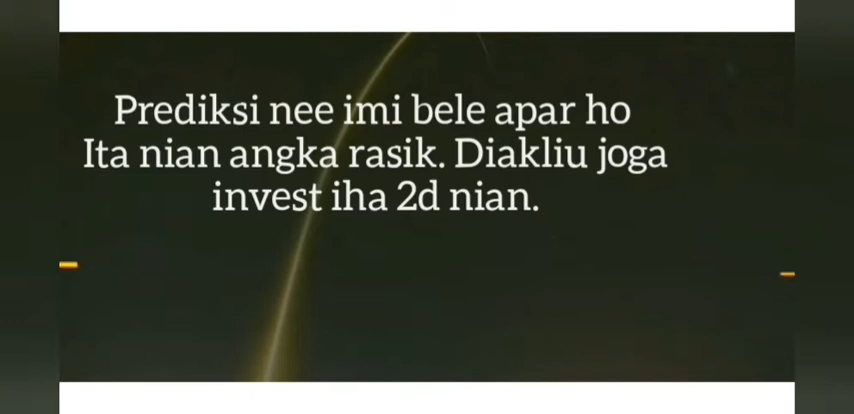 Prediksi nee imi bele apar ho
Ita nian angka rasik. Diakliu joga
invest iha 2d nian.